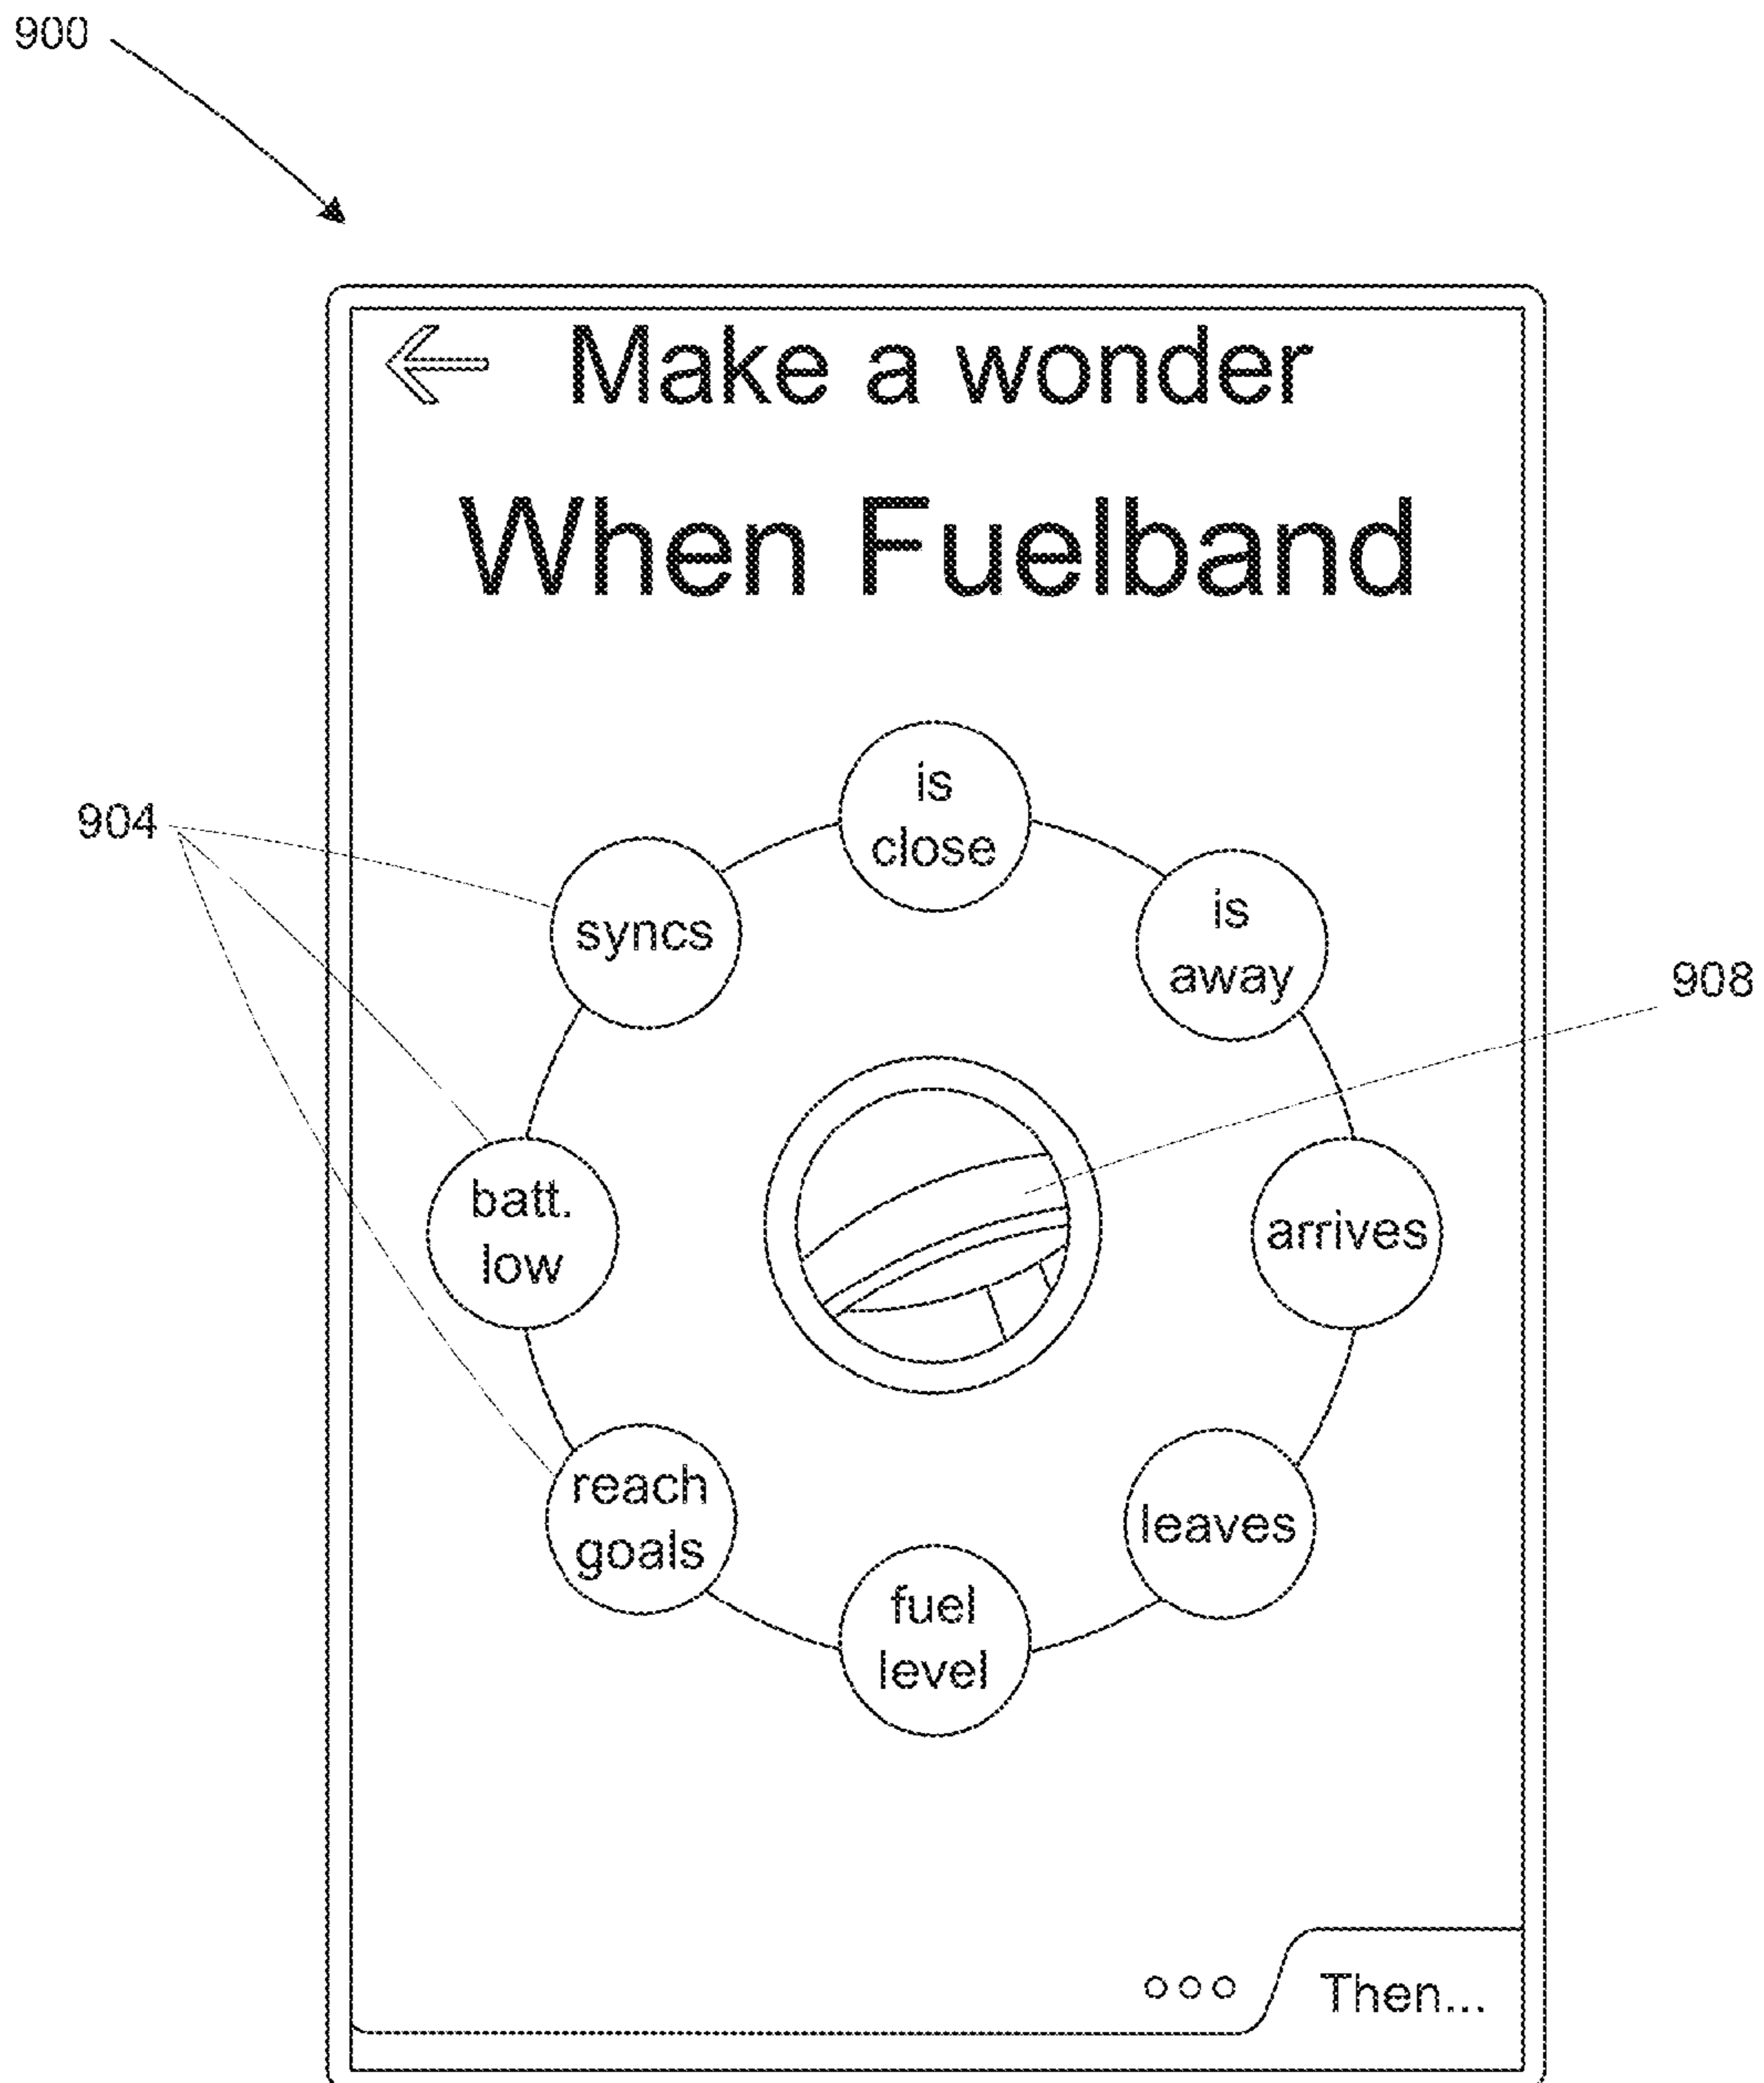 900
Make a wonder
When Fuelband
is
close
is
away
syncs
904
908
batt.
low
arrives
reach
goals
leaves
fuel
level
Then...